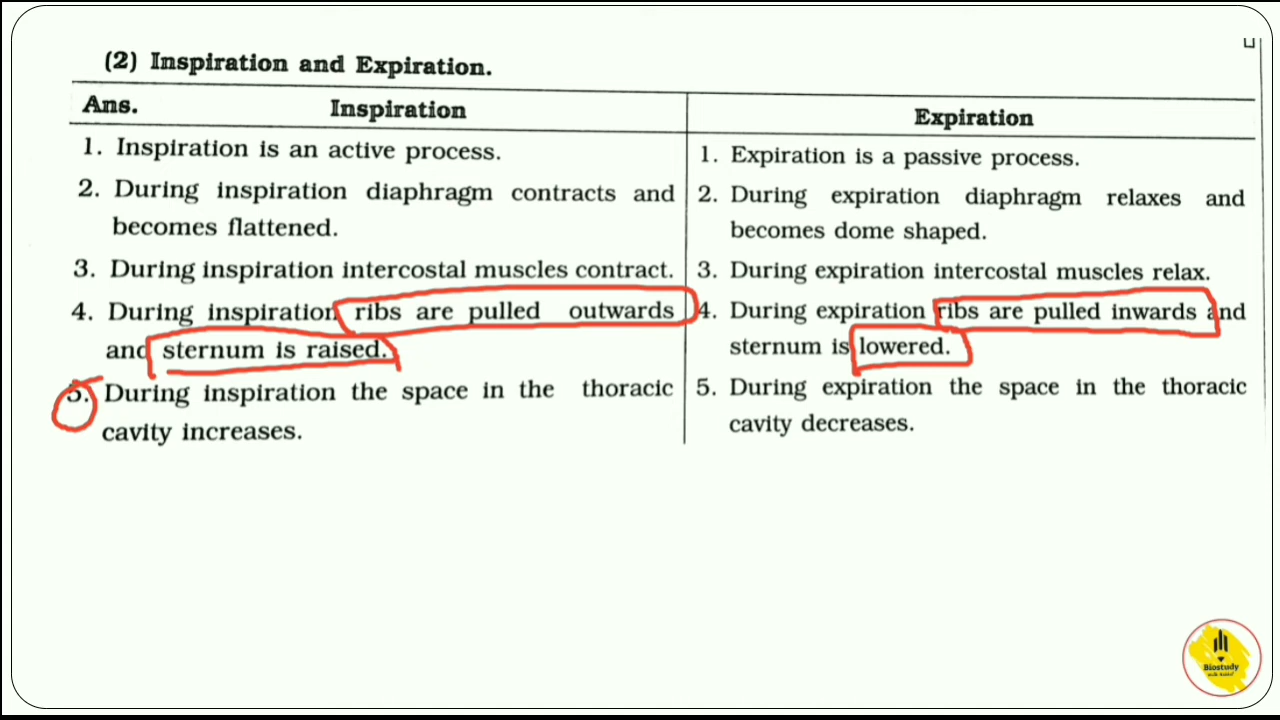 (2) Inspiration and Expiration.
Ans. Inspiration
Expiration
1. Inspiration is an active process.
2. During inspiration diaphragm contracts and
becomes flattened.
3. During inspiration intercostal muscles contract.
4. During inspiration ribs are pulled outwards
and sternum is raised.
5. During inspiration the space in the thoracic
cavity increases.
1. Expiration is a passive process.
2. During expiration diaphragm relaxes and
becomes dome shaped.
3. During expiration intercostal muscles relax.
4. During expiration ribs are pulled inwards and
sternum is lowered.
5. During expiration the space in the thoracic
cavity decreases.
Biostudy